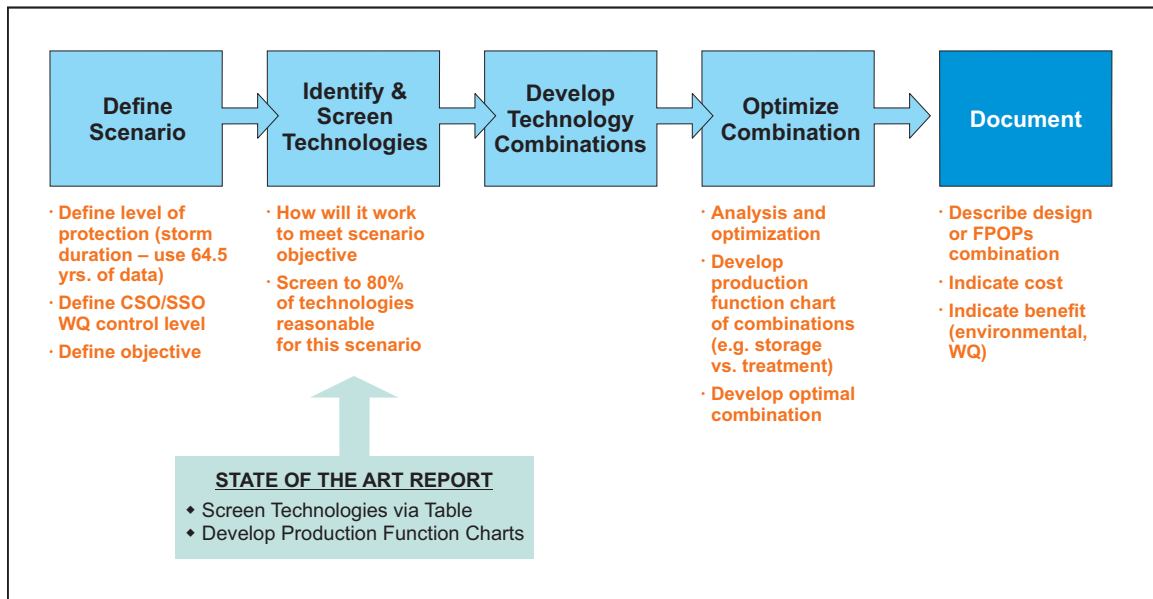 Define
Scenario
Identify &
Screen
Technologies
Develop
Technology
Combinations
Optimize
Combination
Document
· Define level of
protection (storm
duration – use 64.5
yrs. of data)
· Define CSO/SSO
WQ control level
· Define objective
· How will it work
to meet scenario
objective
· Screen to 80%
of technologies
reasonable
for this scenario
· Analysis and
optimization
· Develop
production
function chart
of combinations
(e.g. storage
vs. treatment)
· Develop optimal
combination
· Describe design
or FPOPs
combination
· Indicate cost
· Indicate benefit
(environmental,
WQ)
STATE OF THE ART REPORT
◆ Screen Technologies via Table
◆ Develop Production Function Charts